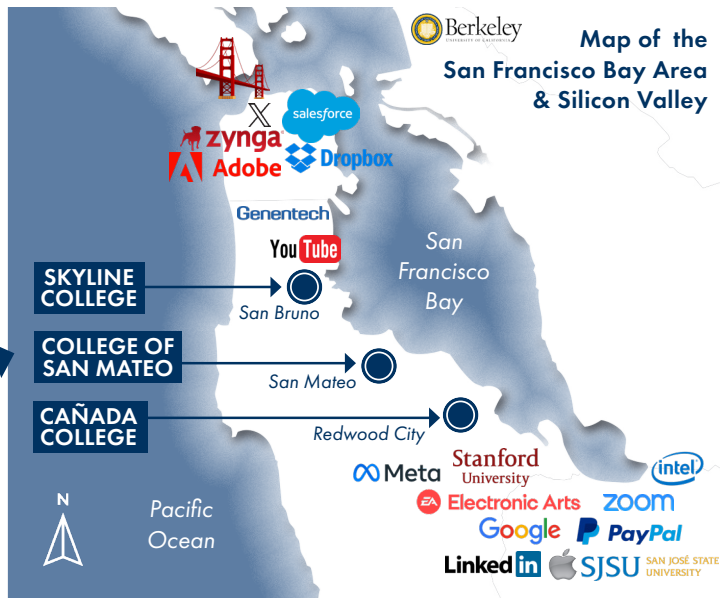 Berkeley
UNIVERSITY OF CALIFORNIA
Map of the
San Francisco Bay Area
& Silicon Valley
X
salesforce
zynga
Dropbox
Adobe
Genentech
YouTube
San
Francisco
Bay
SKYLINE
COLLEGE
San Bruno
COLLEGE OF
SAN MATEO
San Mateo
CAÑADA
COLLEGE
Redwood City
Meta
Stanford
University
intel
EA Electronic Arts
zoom
Google
PayPal
LinkedIn
SJSU SAN JOSÉ STATE
UNIVERSITY
N
Pacific
Ocean